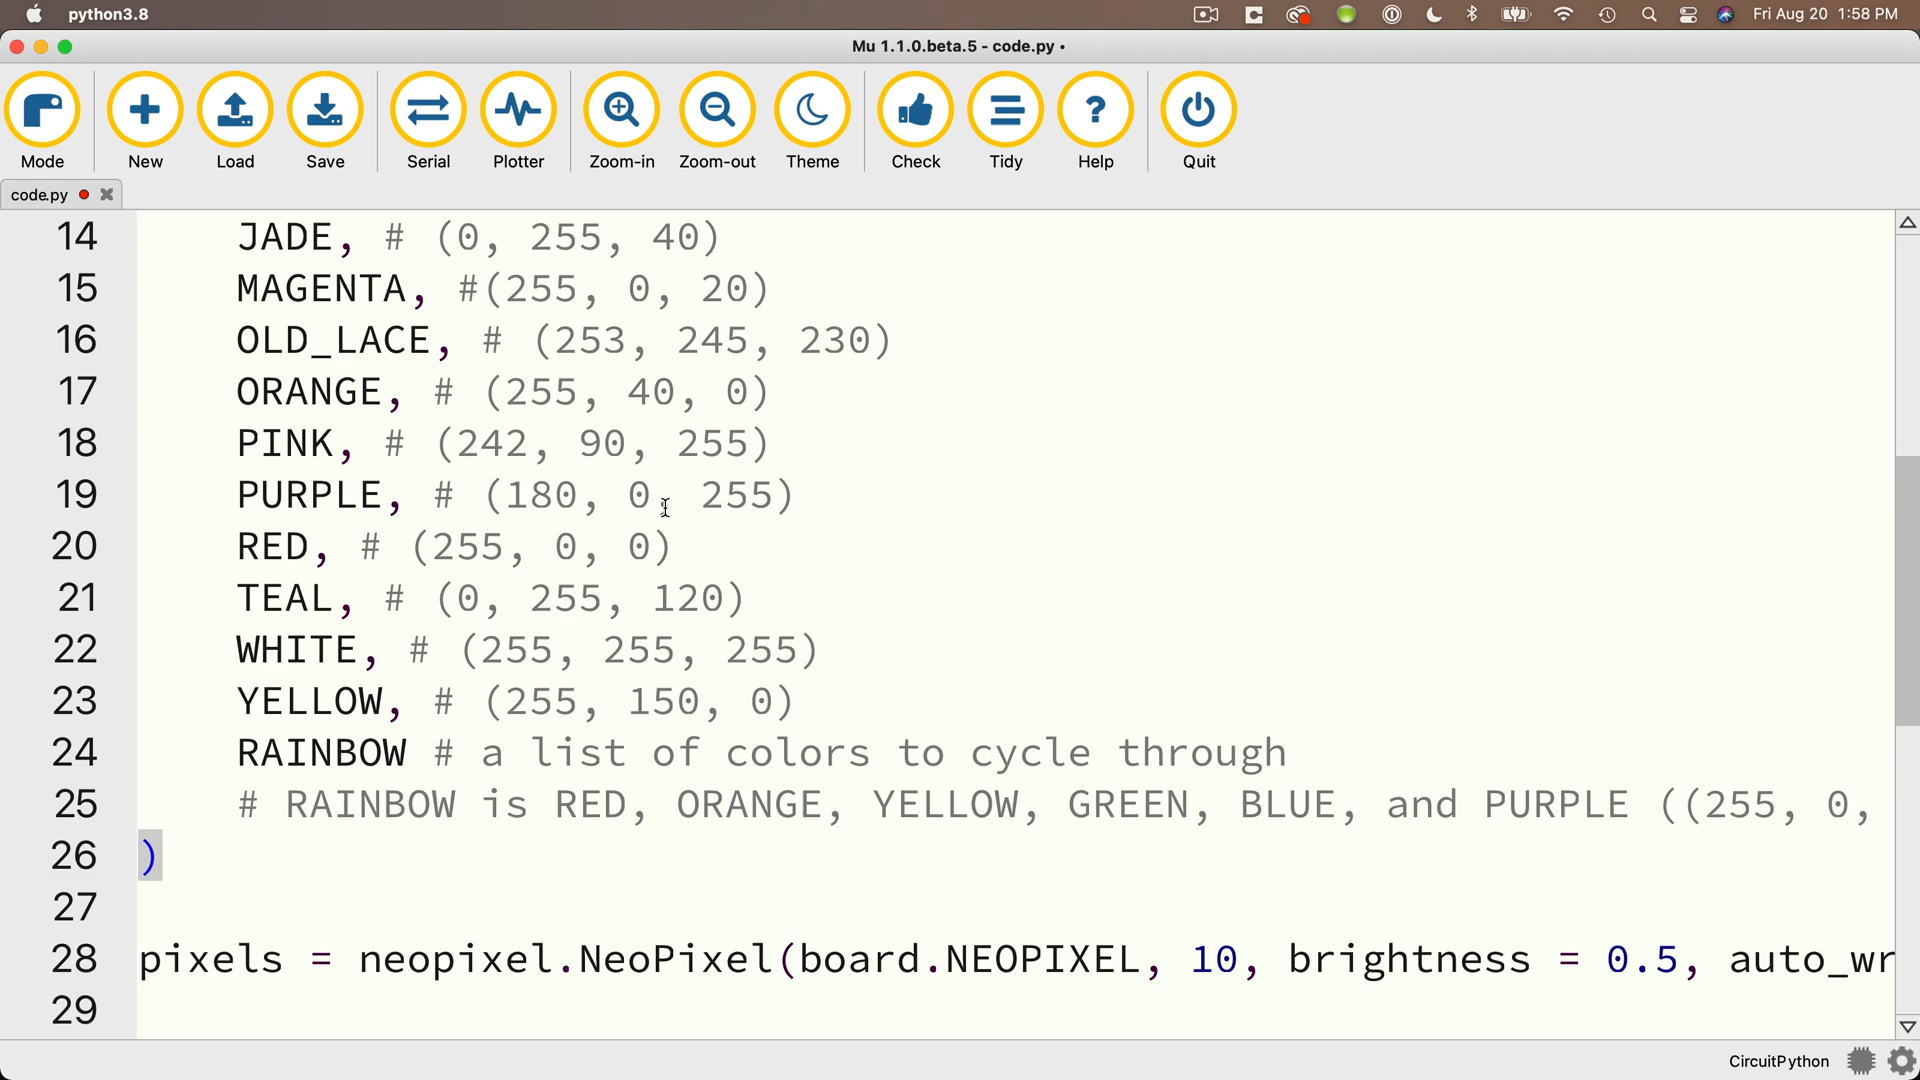 python3.8
Fri Aug 20 1:58 PM
Mu 1.1.0.beta.5 - code.py •
Mode
New
Load
Save
Serial
Plotter
Zoom-in
Zoom-out
Theme
Check
Tidy
Help
Quit
code.py
14 JADE, # (0, 255, 40)
15 MAGENTA, #(255, 0, 20)
16 OLD_LACE, # (253, 245, 230)
17 ORANGE, # (255, 40, 0)
18 PINK, # (242, 90, 255)
19 PURPLE, # (180, 0, 255)
20 RED, # (255, 0, 0)
21 TEAL, # (0, 255, 120)
22 WHITE, # (255, 255, 255)
23 YELLOW, # (255, 150, 0)
24 RAINBOW # a list of colors to cycle through
25 # RAINBOW is RED, ORANGE, YELLOW, GREEN, BLUE, and PURPLE ((255, 0,
26 )
27
28 pixels = neopixel.NeoPixel(board.NEOPIXEL, 10, brightness = 0.5, auto_wr
29
CircuitPython